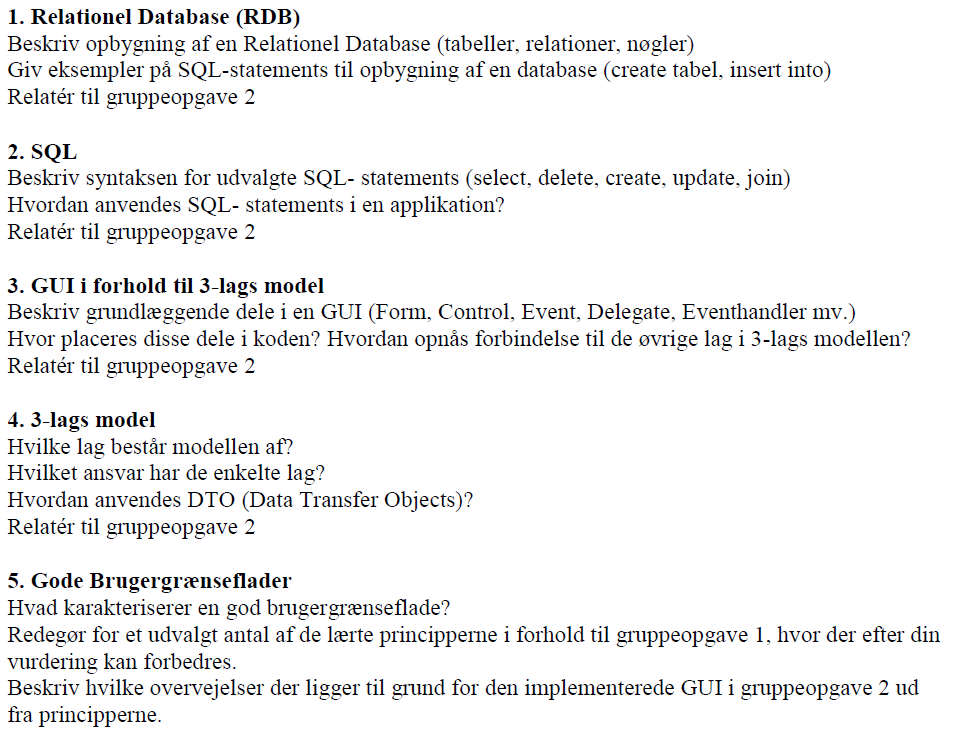 1. Relationel Database (RDB)
Beskriv opbygning af en Relationel Database (tabeller, relationer, nøgler)
Giv eksempler på SQL-statements til opbygning af en database (create tabel, insert into)
Relatér til gruppeopgave 2
2. SQL
Beskriv syntaksen for udvalgte SQL- statements (select, delete, create, update, join)
Hvordan anvendes SQL- statements i en applikation?
Relatér til gruppeopgave 2
3. GUI i forhold til 3-lags model
Beskriv grundlæggende dele i en GUI (Form, Control, Event, Delegate, Eventhandler mv.)
Hvor placeres disse dele i koden? Hvordan opnås forbindelse til de øvrige lag i 3-lags modellen?
Relatér til gruppeopgave 2
4. 3-lags model
Hvilke lag består modellen af?
Hvilket ansvar har de enkelte lag?
Hvordan anvendes DTO (Data Transfer Objects)?
Relatér til gruppeopgave 2
5. Gode Brugergrænseflader
Hvad karakteriserer en god brugergrænseflade?
Redegør for et udvalgt antal af de lærte principperne i forhold til gruppeopgave 1, hvor der efter din
vurdering kan forbedres.
Beskriv hvilke overvejelser der ligger til grund for den implementerede GUI i gruppeopgave 2 ud
fra principperne.